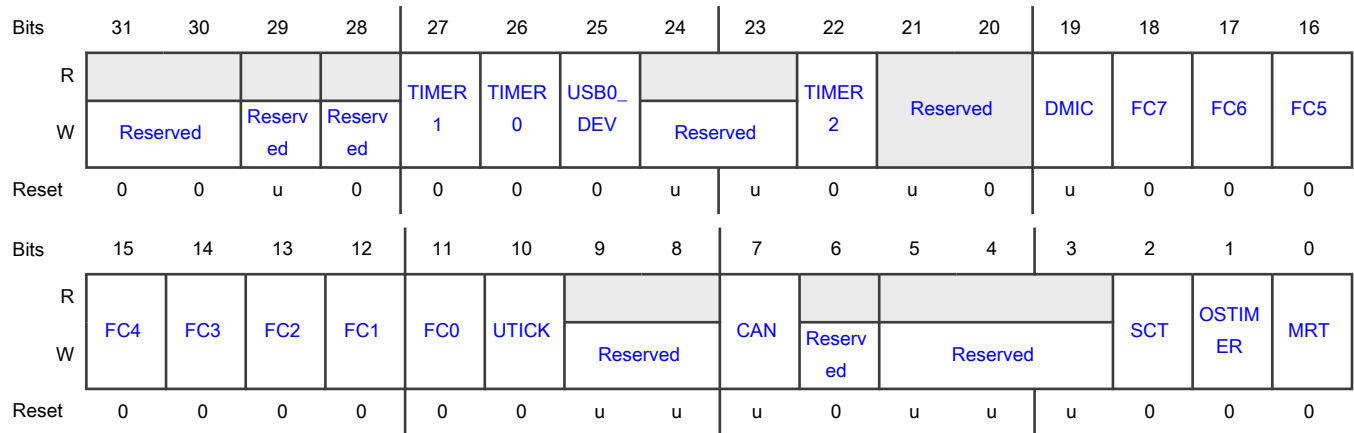 Bits 31 30 29 28 27 26 25 24 23 22 21 20 19 18 17 16
R
TIMER TIMER USB0_ TIMER
Reserved DMIC FC7 FC6 FC5
W Reserved Reserv Reserv 1 0 DEV Reserved 2
ed ed
Reset 0 0 u 0 0 0 0 u u 0 u 0 u 0 0 0
Bits 15 14 13 12 11 10 9 8 7 6 5 4 3 2 1 0
R
FC4 FC3 FC2 FC1 FC0 UTICK CAN SCT OSTIM MRT
W Reserved Reserv Reserved ER
ed
Reset 0 0 0 0 0 0 u u u 0 u u u 0 0 0